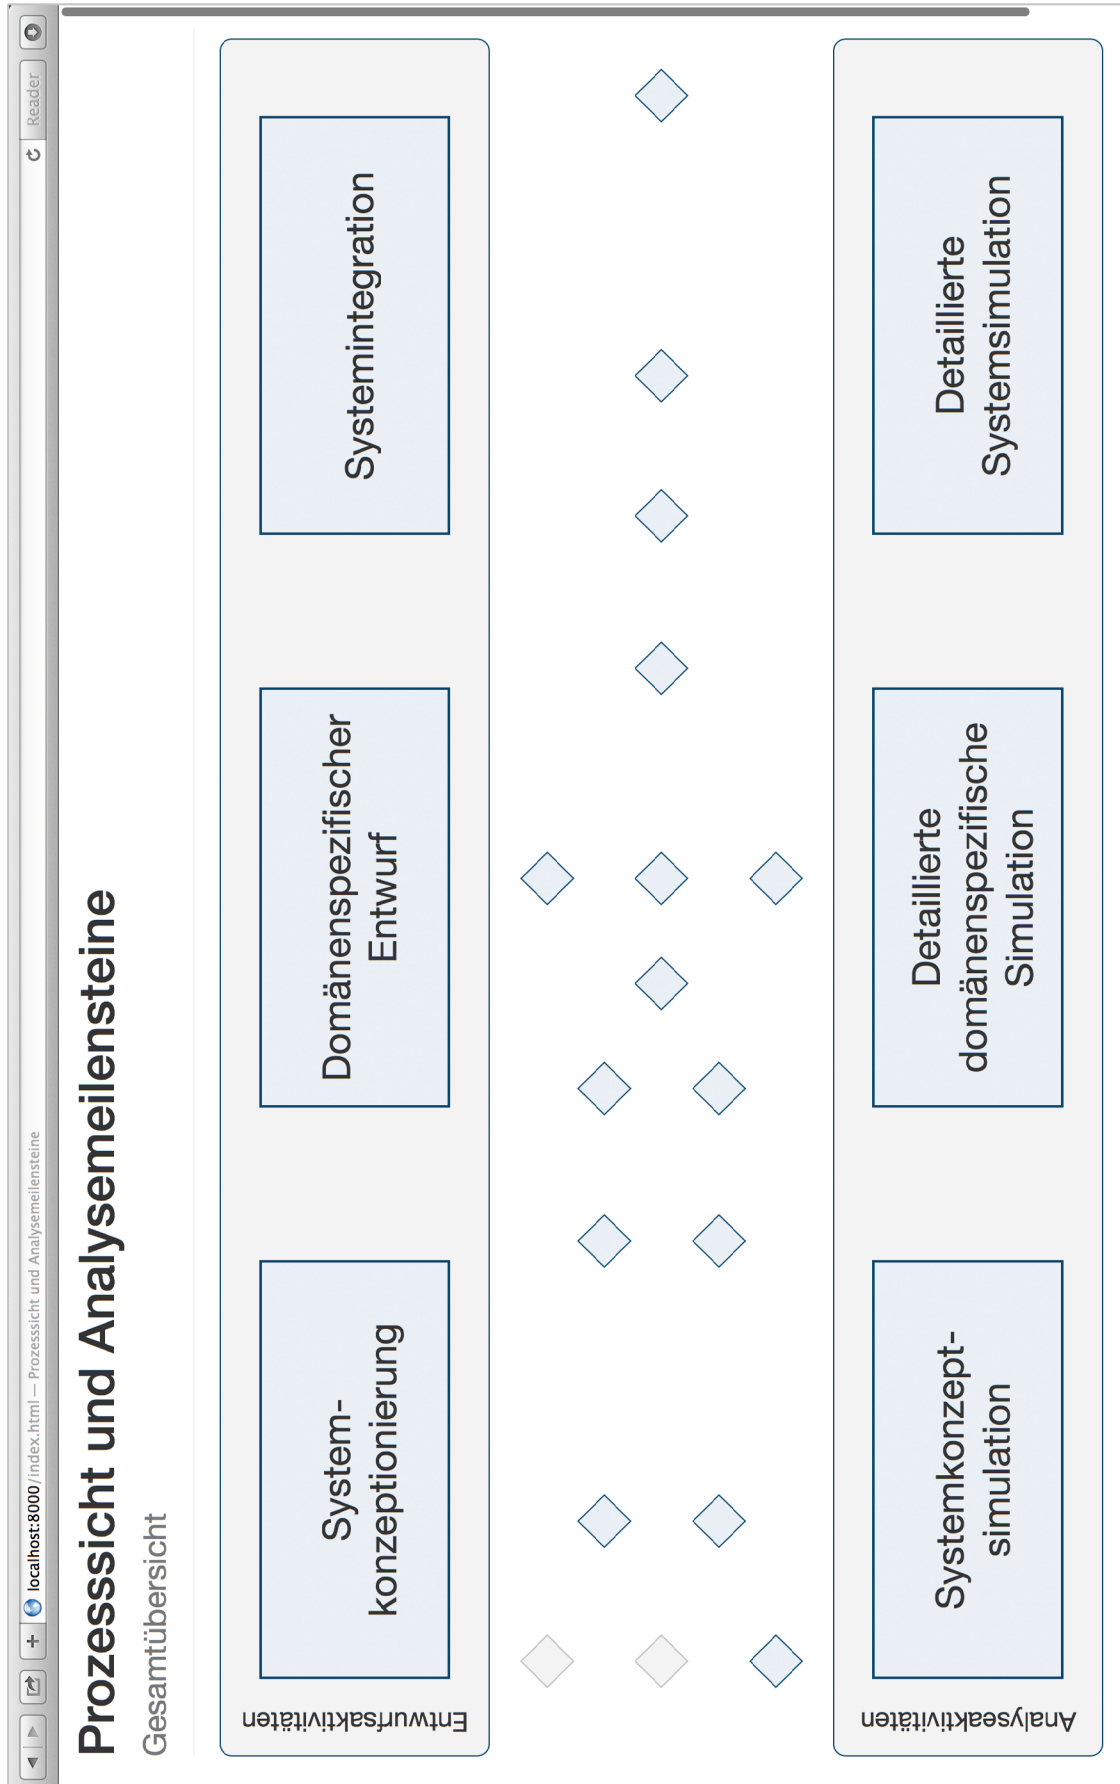 localhost:8000/index.html — Prozesssicht und Analysemeilensteine
Reader
Prozesssicht und Analysemeilensteine
Gesamtübersicht
Entwurfsaktivitäten
System-
konzeptionierung
Domänenspezifischer
Entwurf
Systemintegration
Analyseaktivitäten
Systemkonzept-
simulation
Detaillierte
domänenspezifische
Simulation
Detaillierte
Systemsimulation